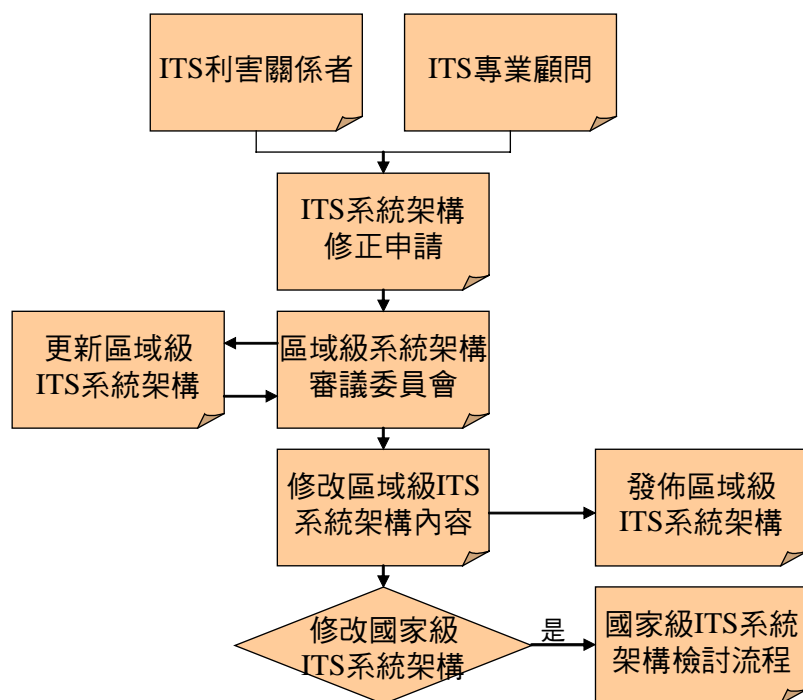 ITS利害關係者
ITS專業顧問
ITS系統架構
修正申請
更新區域級
ITS系統架構
區域級系統架構
審議委員會
修改區域級ITS
系統架構內容
發佈區域級
ITS系統架構
修改國家級
ITS系統架構
是
國家級ITS系統
架構檢討流程